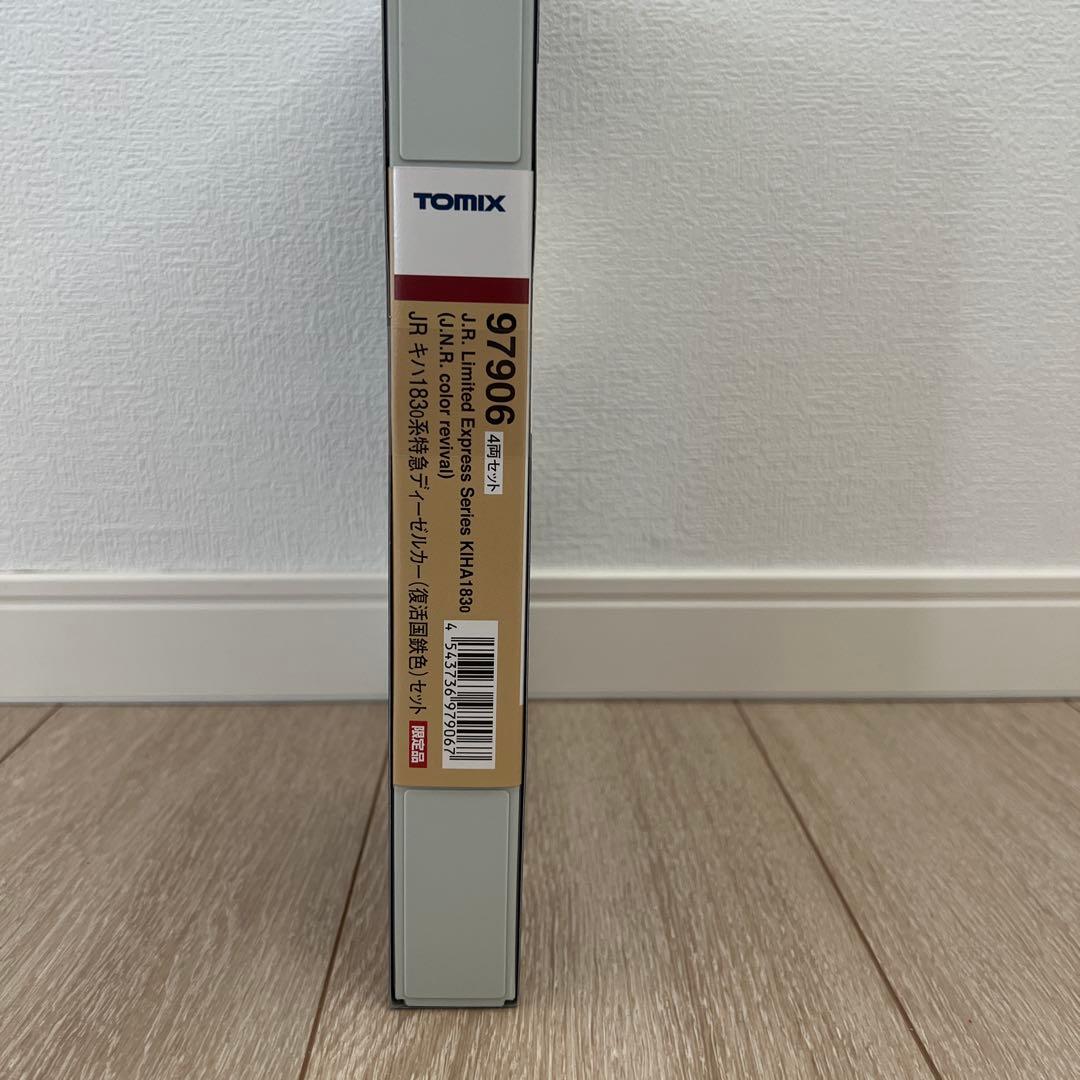 TOMIX
97906 4両セット
J.R. Limited Express Series KIHA1830
(J.N.R. color revival)
JR キハ1830系特急ディーゼルカー(復活国鉄色)セット 限定品
4 543736 979067